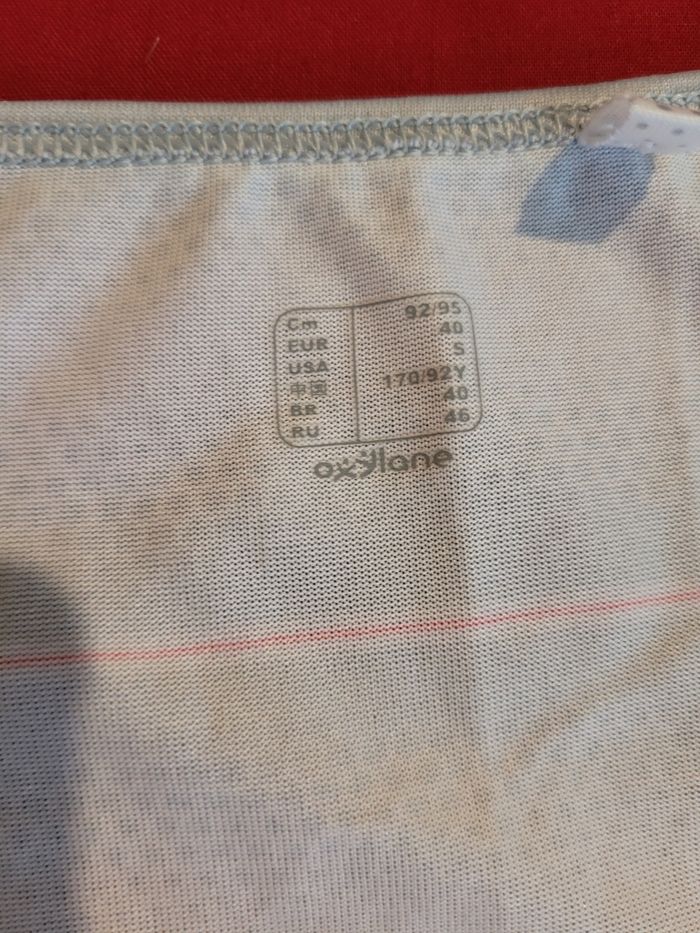 Cm 92/95
EUR 40
USA S
中国 170/92Y
BR 40
RU 46
oxylane